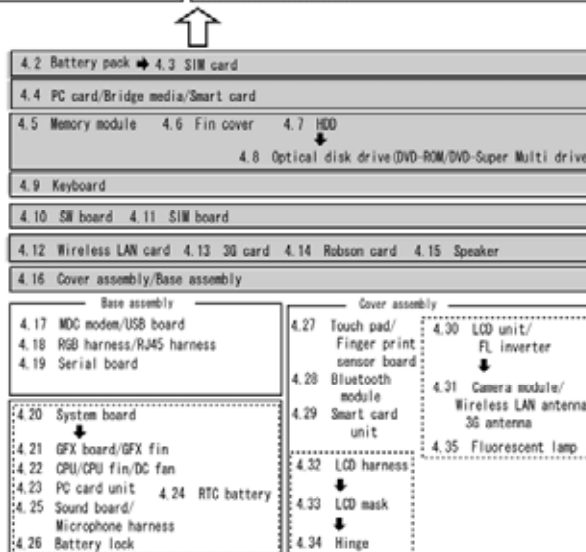 4.2 Battery pack ➡ 4.3 SIM card
4.4 PC card/Bridge media/Smart card
4.5 Memory module 4.6 Fin cover 4.7 HDD
4.8 Optical disk drive(DVD-ROM/DVD-Super Multi drive
4.9 Keyboard
4.10 SW board 4.11 SIM board
4.12 Wireless LAN card 4.13 3G card 4.14 Robson card 4.15 Speaker
4.16 Cover assembly/Base assembly
Base assembly
4.17 MDC modem/USB board
4.18 RGB harness/RJ45 harness
4.19 Serial board
4.20 System board
4.21 GFX board/GFX fin
4.22 CPU/CPU fin/DC fan
4.23 PC card unit 4.24 RTC battery
4.25 Sound board/
Microphone harness
4.26 Battery lock
Cover assembly
4.27 Touch pad/
Finger print
sensor board
4.28 Bluetooth
module
4.29 Smart card
unit
4.32 LCD harness
4.33 LCD mask
4.34 Hinge
4.30 LCD unit/
FL inverter
4.31 Camera module/
Wireless LAN antenna
3G antenna
4.35 Fluorescent lamp